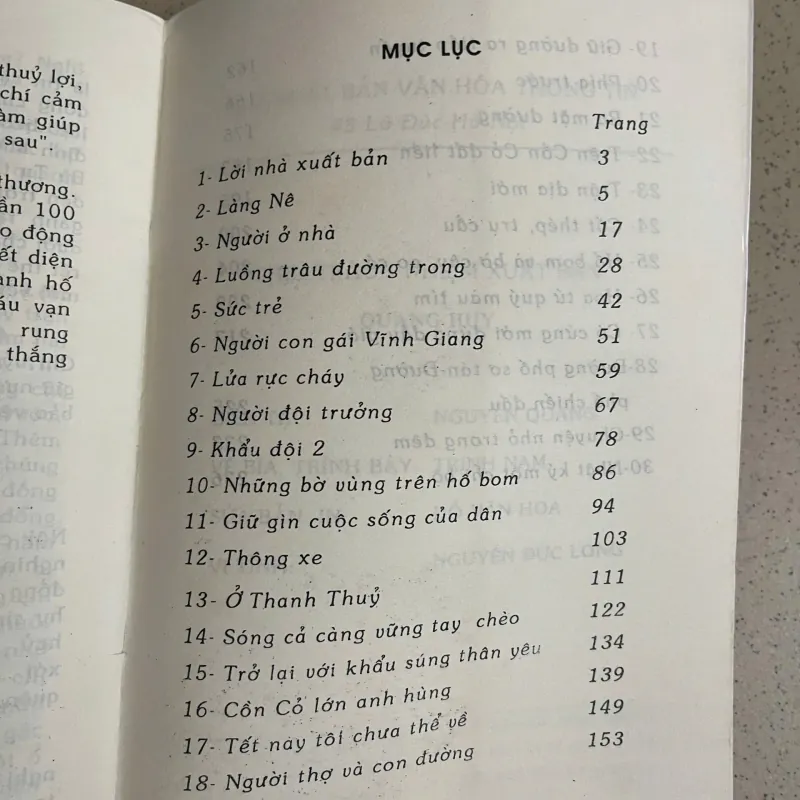 thuỷ lợi,
chí cảm
àm giúp
sau".
thương.
ần 100
o động
ết diện
anh hố
áu vạn
rung
thắng
MỤC LỤC
Trang
1- Lời nhà xuất bản 3
2- Làng Nê 5
3- Người ở nhà 17
4- Luồng trâu đường trong 28
5- Sức trẻ 42
6- Người con gái Vĩnh Giang 51
7- Lửa rực cháy 59
8- Người đội trưởng 67
9- Khẩu đội 2 78
10- Những bờ vùng trên hố bom 86
11- Giữ gìn cuộc sống của dân 94
12- Thông xe 103
13- Ở Thanh Thuỷ 111
14- Sóng cả càng vững tay chèo 122
15- Trở lại với khẩu súng thân yêu 134
16- Cồn Cỏ lớn anh hùng 139
17- Tết này tôi chưa thể về 149
18- Người thợ và con đường 153